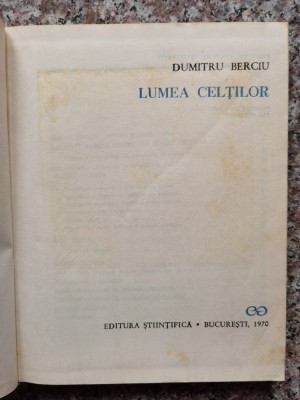 DUMITRU BERCIU
LUMEA CELȚILOR
EDITURA ȘTIINȚIFICĂ • BUCUREȘTI, 1970